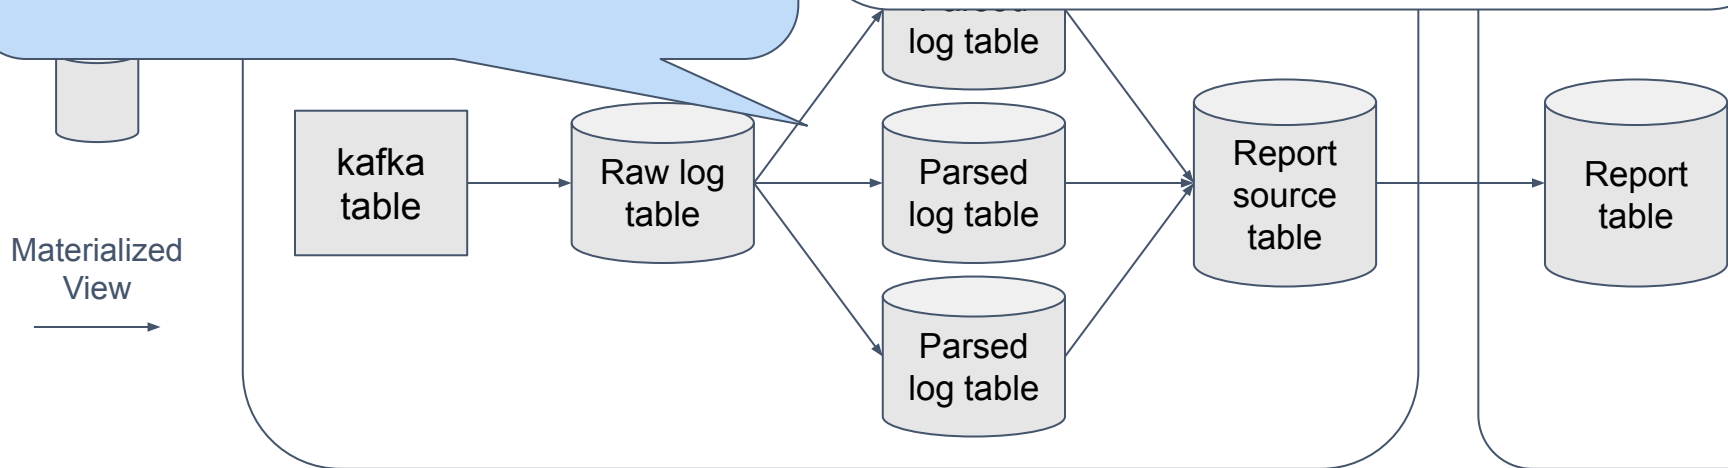 log table
kafka
table
Raw log
table
Parsed
log table
Report
source
table
Report
table
Materialized
View
Parsed
log table